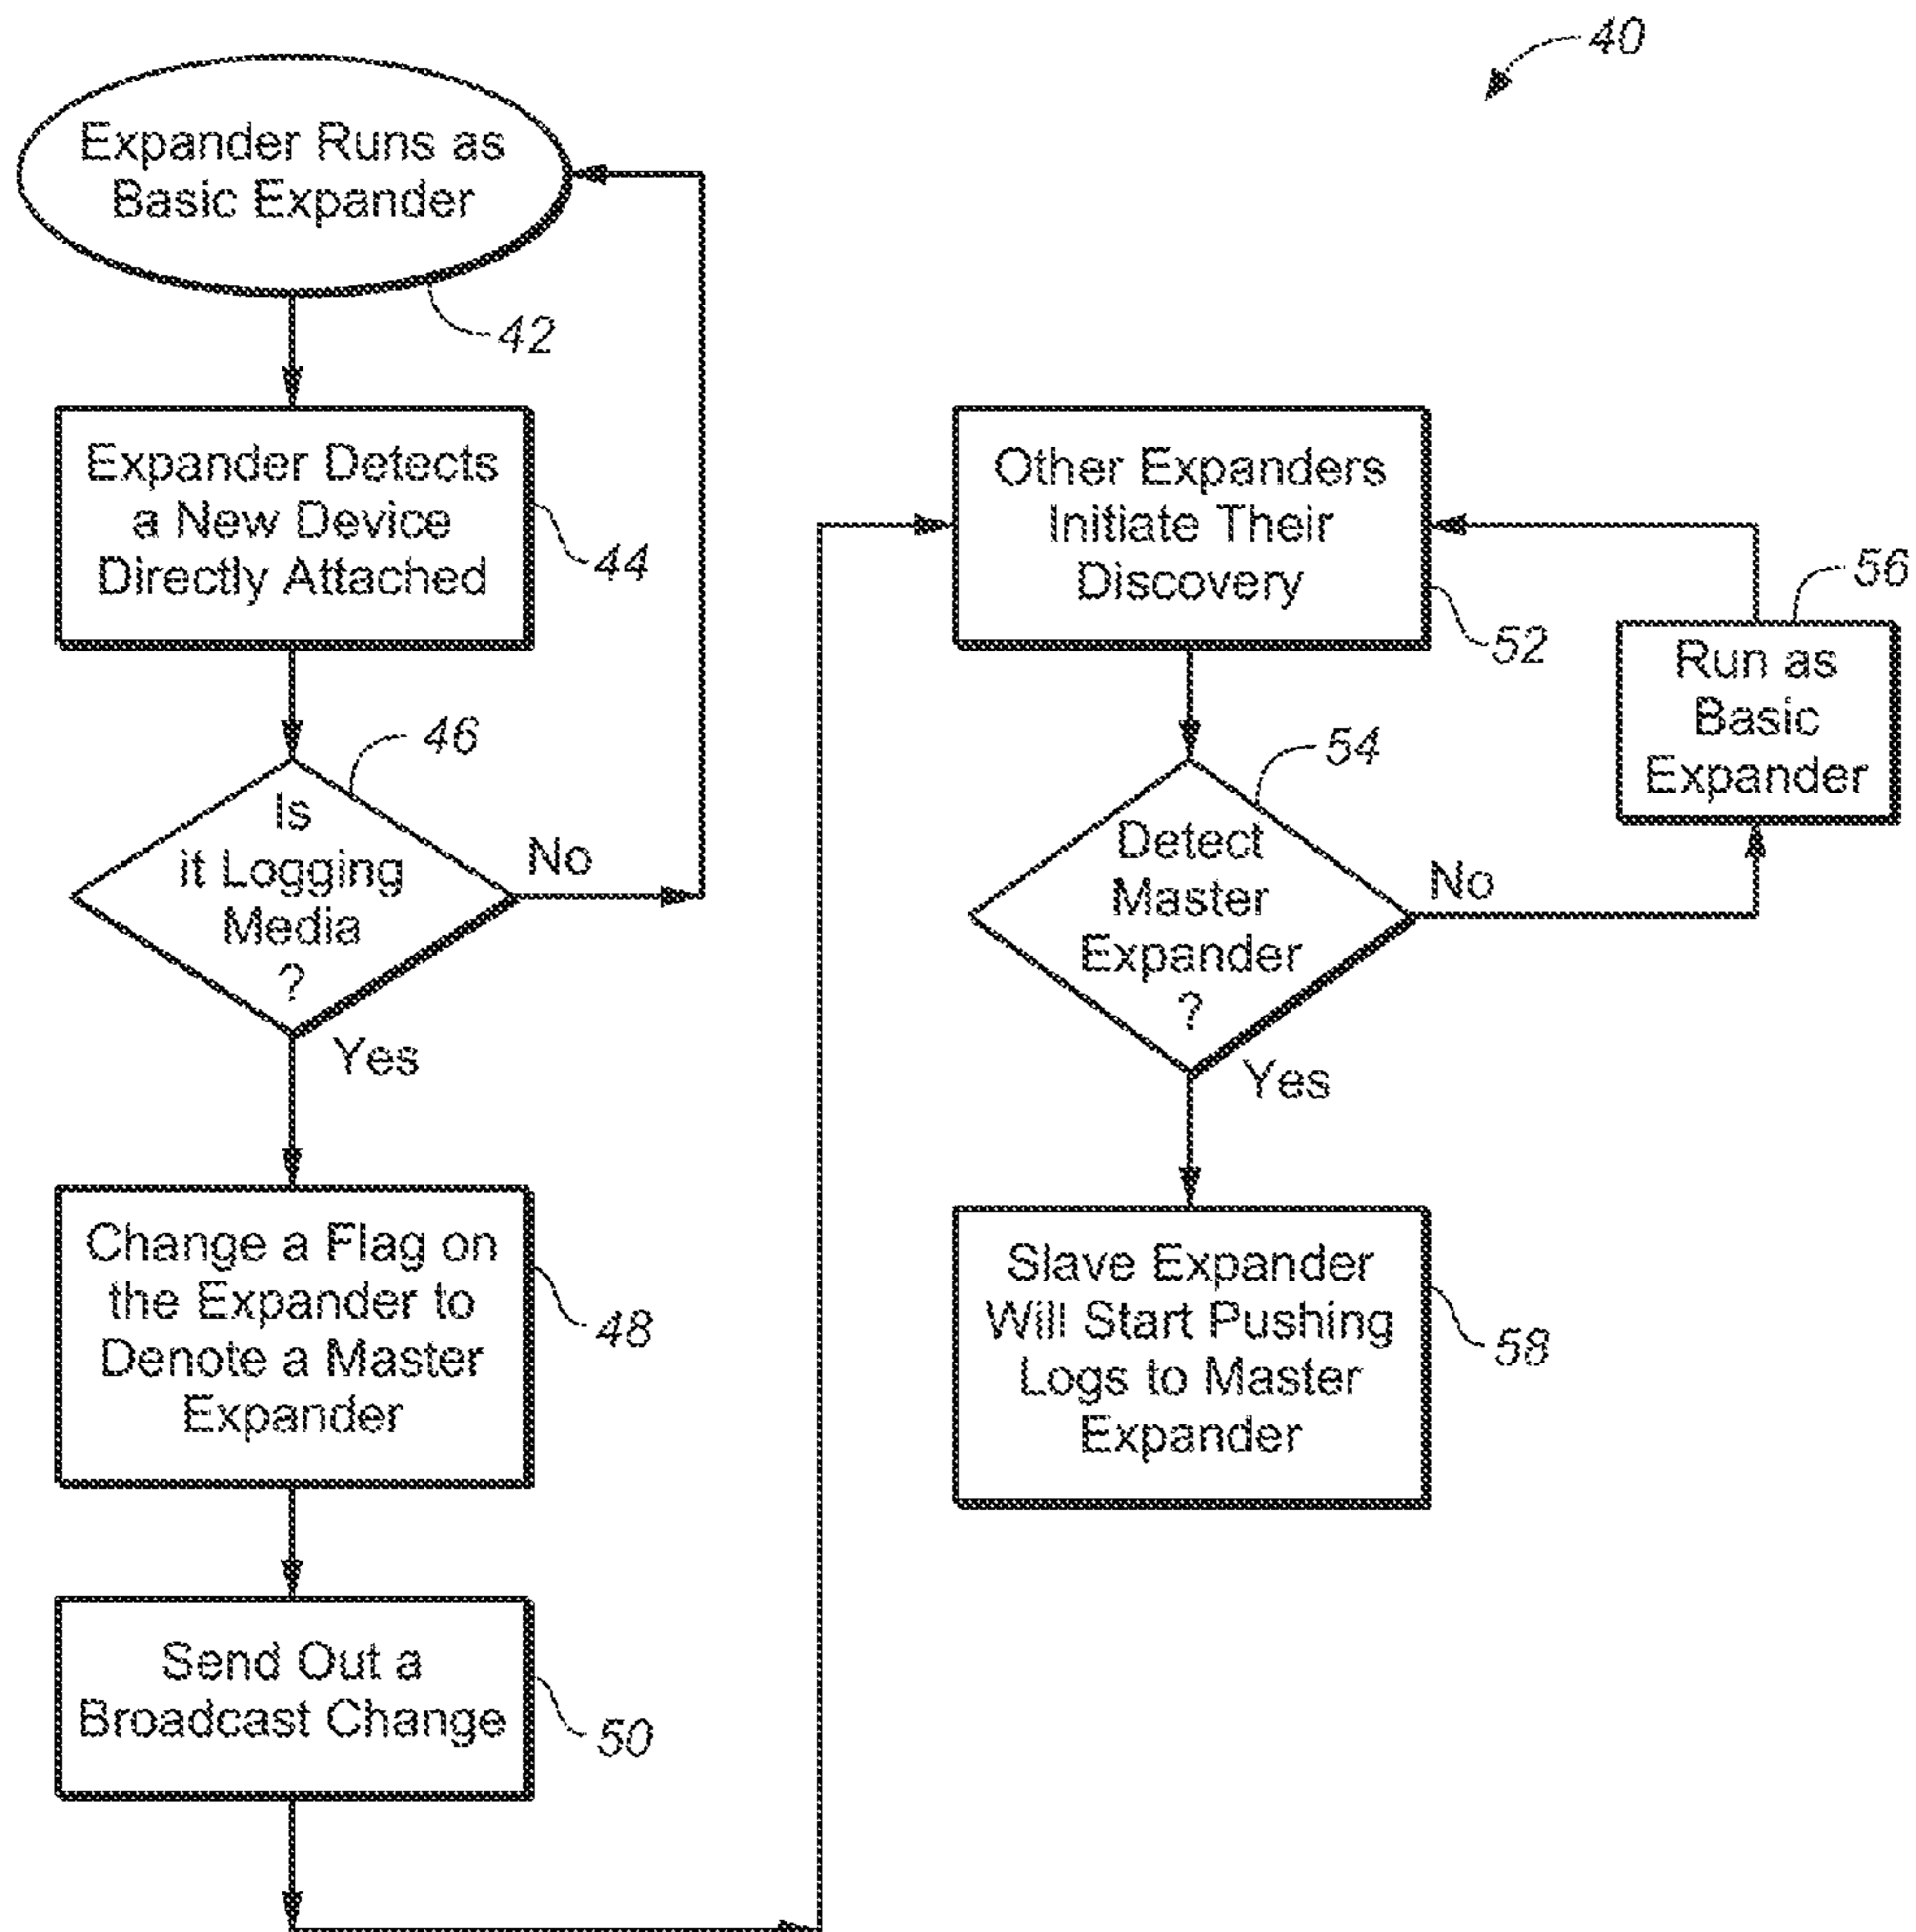 40
Expander Runs as
Basic Expander
42
Expander Detects
a New Device
Directly Attached
44
46
Is
it Logging
Media
?
No
Yes
Change a Flag on
the Expander to
Denote a Master
Expander
48
Send Out a
Broadcast Change
50
Other Expanders
Initiate Their
Discovery
52
54
Detect
Master
Expander
?
No
Yes
56
Run as
Basic
Expander
Slave Expander
Will Start Pushing
Logs to Master
Expander
58